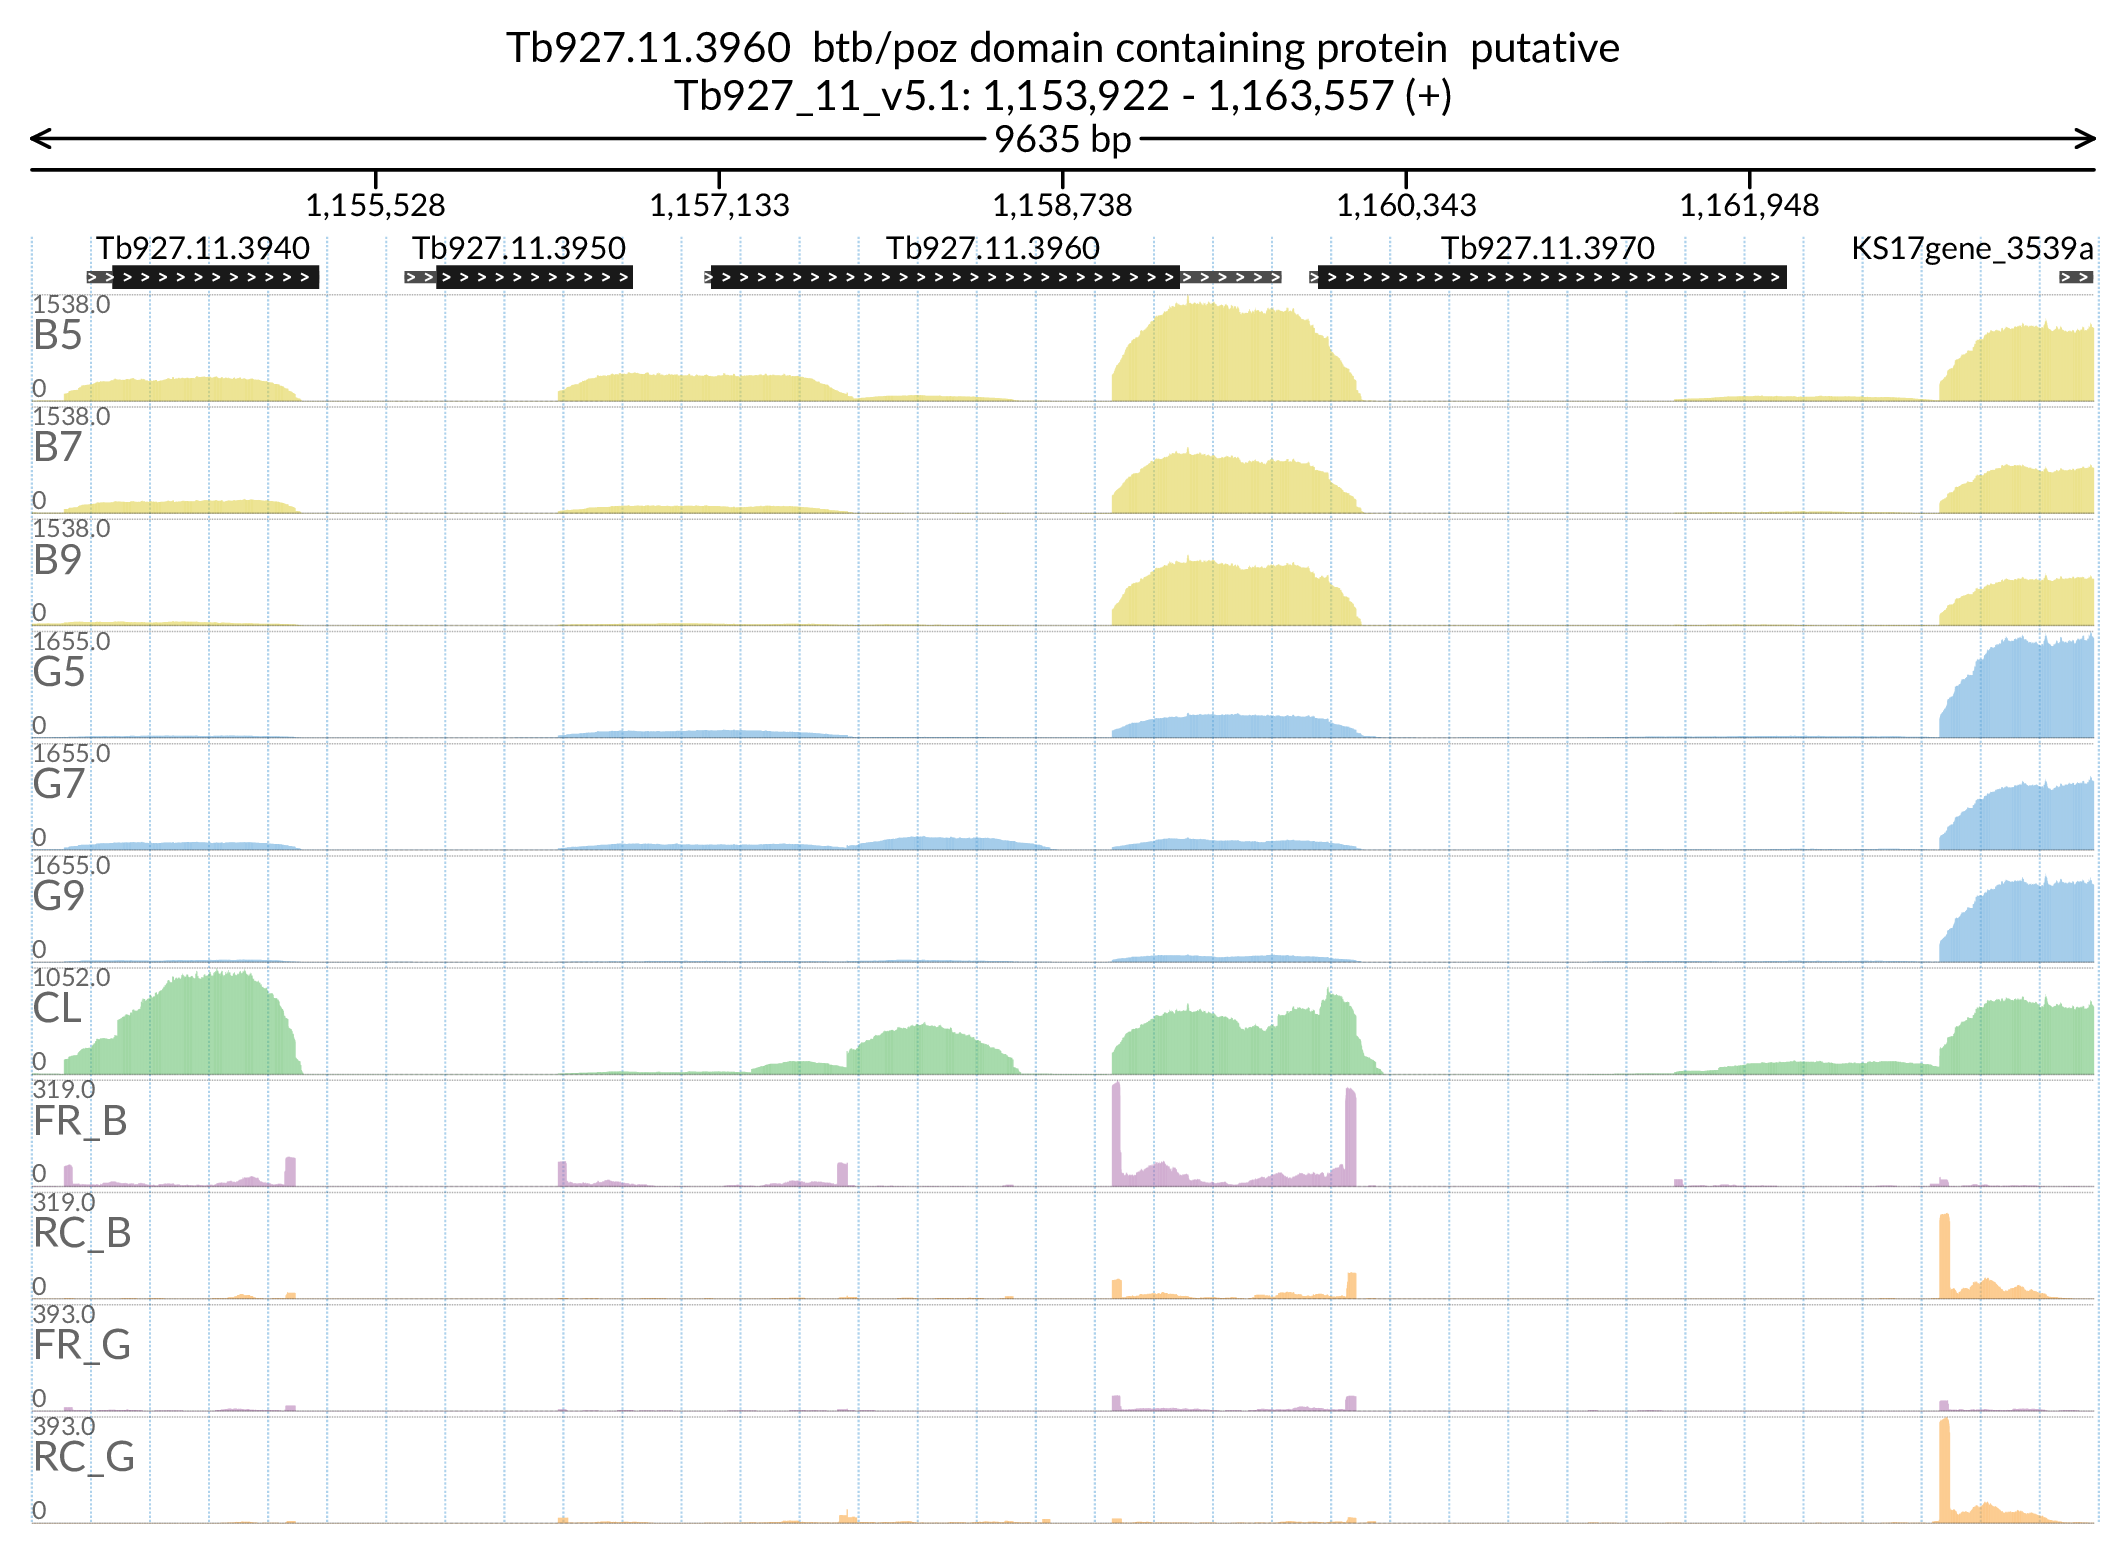 Tb927.11.3960  btb/poz domain containing protein  putative
Tb927_11_v5.1: 1,153,922 - 1,163,557 (+)
9635 bp
1,155,528 1,157,133 1,158,738 1,160,343 1,161,948
Tb927.11.3940 Tb927.11.3950 Tb927.11.3960 Tb927.11.3970 KS17gene_3539a
1538.0
B5
0
1538.0
B7
0
1538.0
B9
0
1655.0
G5
0
1655.0
G7
0
1655.0
G9
0
1052.0
CL
0
319.0
FR_B
0
319.0
RC_B
0
393.0
FR_G
0
393.0
RC_G
0